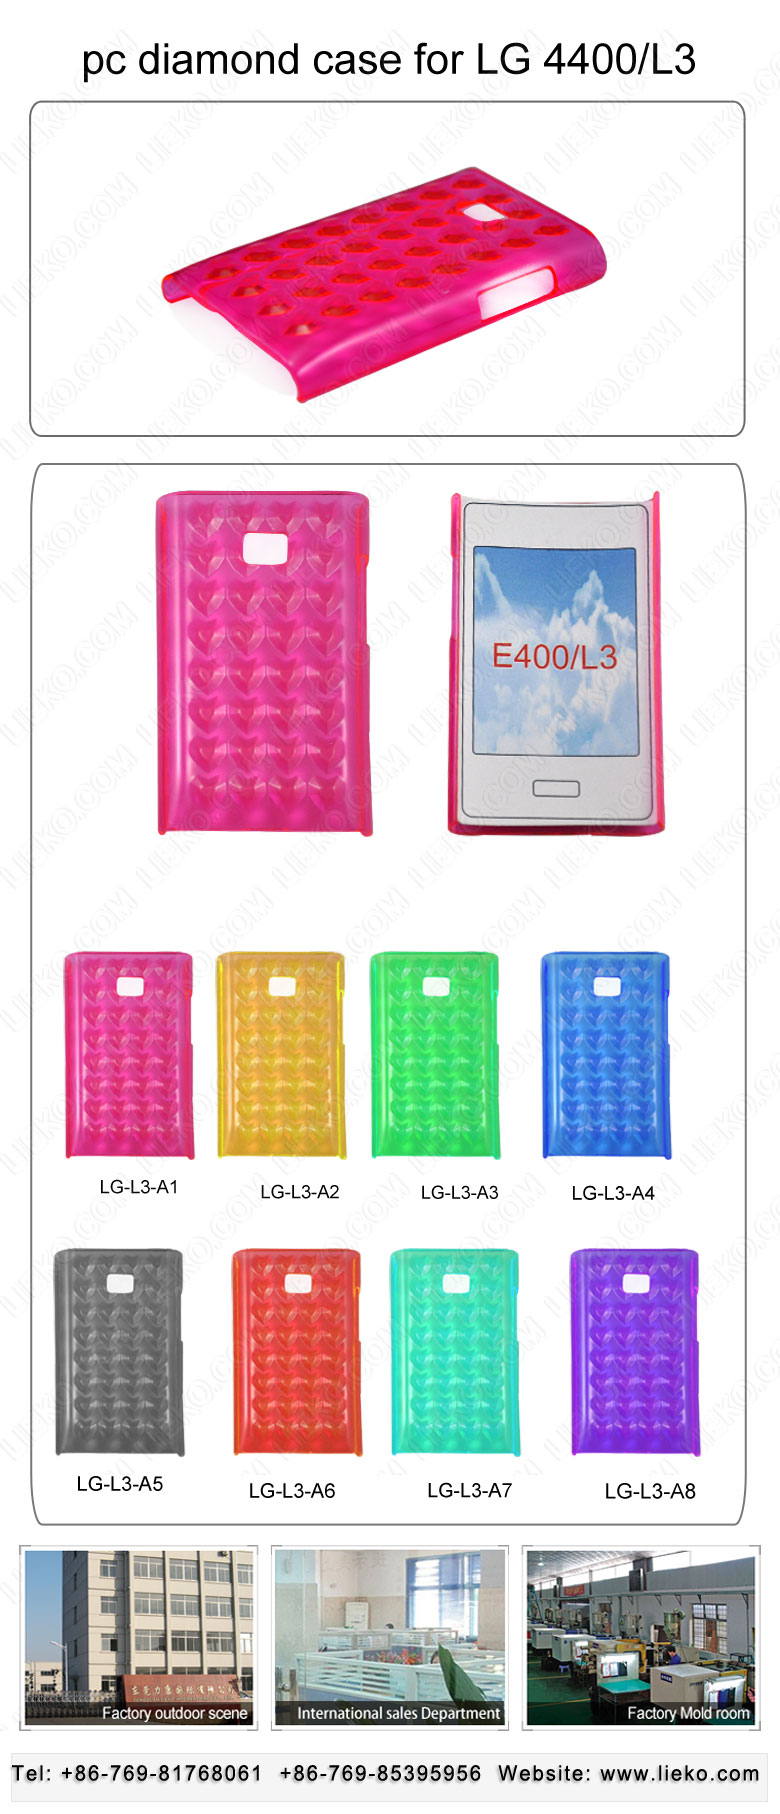 pc diamond case for LG 4400/L3
E400/L3
LG-L3-A1
LG-L3-A2
LG-L3-A3
LG-L3-A4
LG-L3-A5
LG-L3-A6
LG-L3-A7
LG-L3-A8
Factory outdoor scene
International sales Department
Factory Mold room
Tel: +86-769-81768061 +86-769-85395956 Website: www.lieko.com
LIEKO.COM